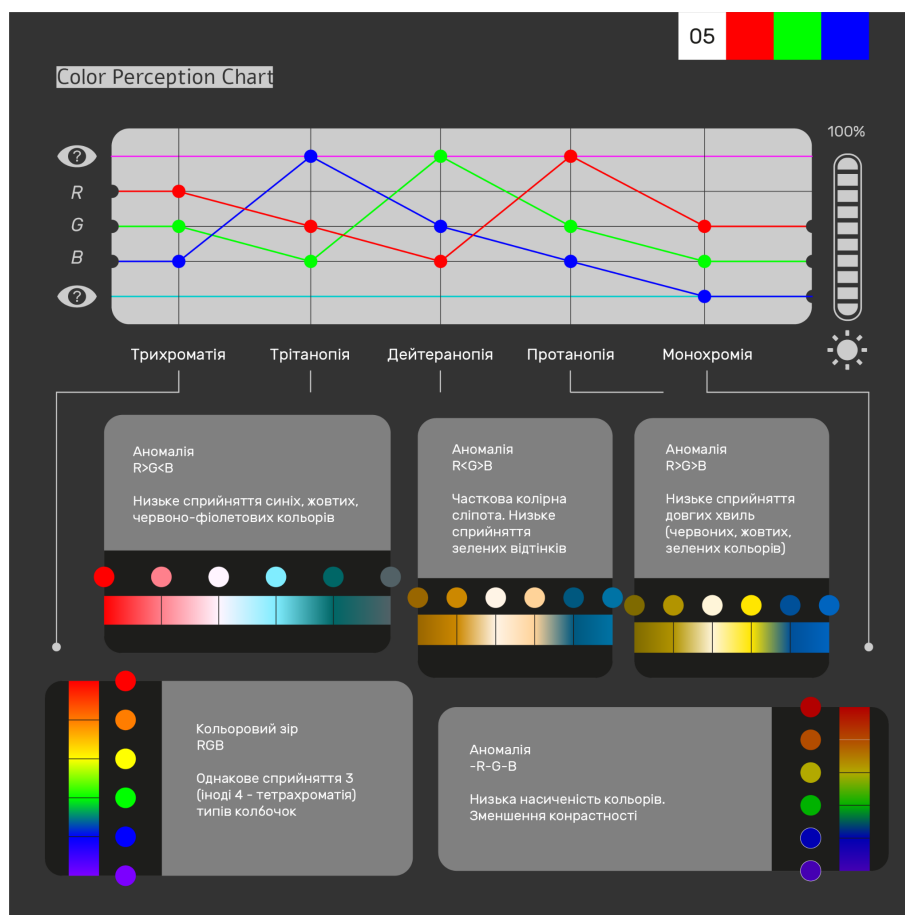 05
Color Perception Chart
100%
?
R
G
B
?
Трихроматія
Трітанопія
Дейтеранопія
Протанопія
Монохромія
Аномалія
R>G<B
Низьке сприйняття синіх, жовтих,
червоно-фіолетових кольорів
Аномалія
R<G>B
Часткова колірна
сліпота. Низьке
сприйняття
зелених відтінків
Аномалія
R>G>B
Низьке сприйняття
довгих хвиль
(червоних, жовтих,
зелених кольорів)
Кольоровий зір
RGB
Однакове сприйняття 3
(іноді 4 - тетрахроматія)
типів колбочок
Аномалія
-R-G-B
Низька насиченість кольорів.
Зменшення конрастності